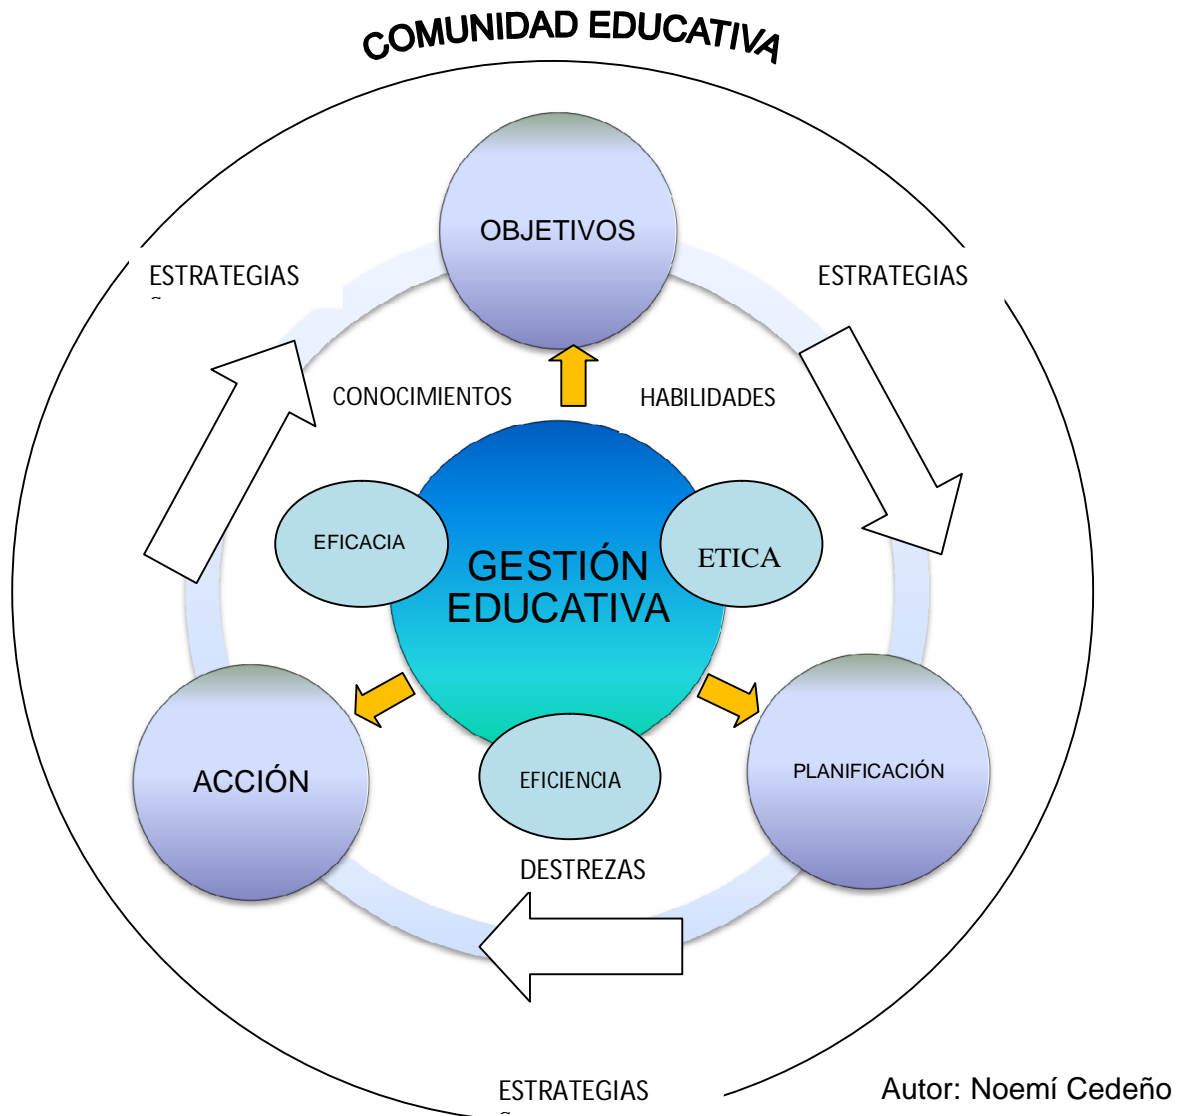 COMUNIDAD EDUCATIVA
OBJETIVOS
ESTRATEGIAS
ESTRATEGIAS
CONOCIMIENTOS
HABILIDADES
EFICACIA
ETICA
GESTIÓN
EDUCATIVA
ACCIÓN
EFICIENCIA
PLANIFICACIÓN
DESTREZAS
ESTRATEGIAS
Autor: Noemí Cedeño